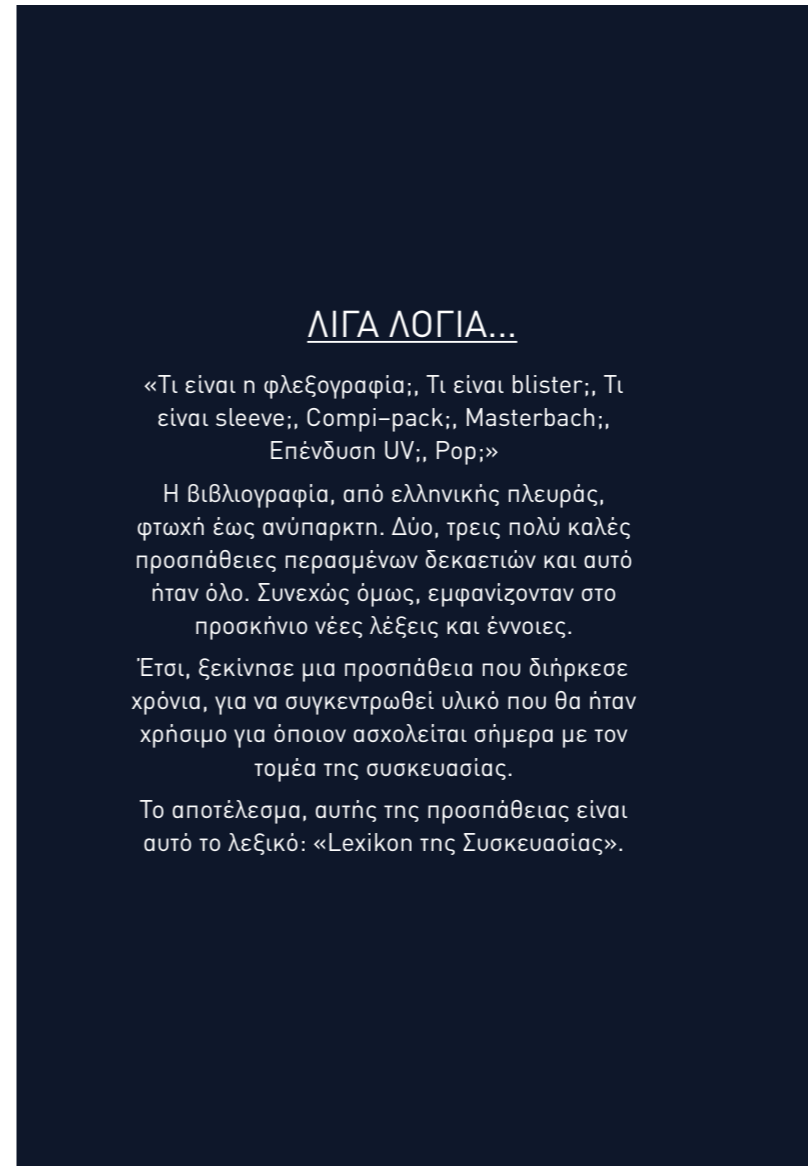 ΛΙΓΑ ΛΟΓΙΑ...
«Τι είναι η φλεξογραφία;, Τι είναι blister;, Τι
είναι sleeve;, Compi–pack;, Masterbach;,
Επένδυση UV;, Pop;»
Η βιβλιογραφία, από ελληνικής πλευράς,
φτωχή έως ανύπαρκτη. Δύο, τρεις πολύ καλές
προσπάθειες περασμένων δεκαετιών και αυτό
ήταν όλο. Συνεχώς όμως, εμφανίζονταν στο
προσκήνιο νέες λέξεις και έννοιες.
Έτσι, ξεκίνησε μια προσπάθεια που διήρκεσε
χρόνια, για να συγκεντρωθεί υλικό που θα ήταν
χρήσιμο για όποιον ασχολείται σήμερα με τον
τομέα της συσκευασίας.
Το αποτέλεσμα, αυτής της προσπάθειας είναι
αυτό το λεξικό: «Lexikon της Συσκευασίας».